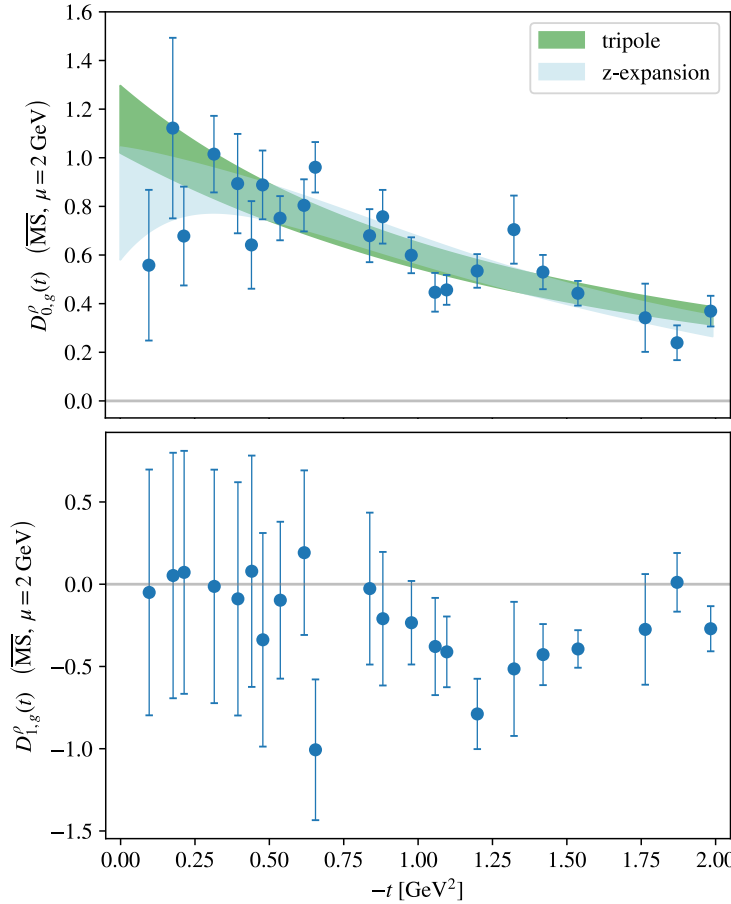 1.6
1.4
1.2
1.0
0.8
0.6
0.4
0.2
0.0
D^ρ_{0,g}(t) (\overline{MS}, μ = 2 GeV)
tripole
z-expansion
0.5
0.0
−0.5
−1.0
−1.5
D^ρ_{1,g}(t) (\overline{MS}, μ = 2 GeV)
0.00 0.25 0.50 0.75 1.00 1.25 1.50 1.75 2.00
−t [GeV²]